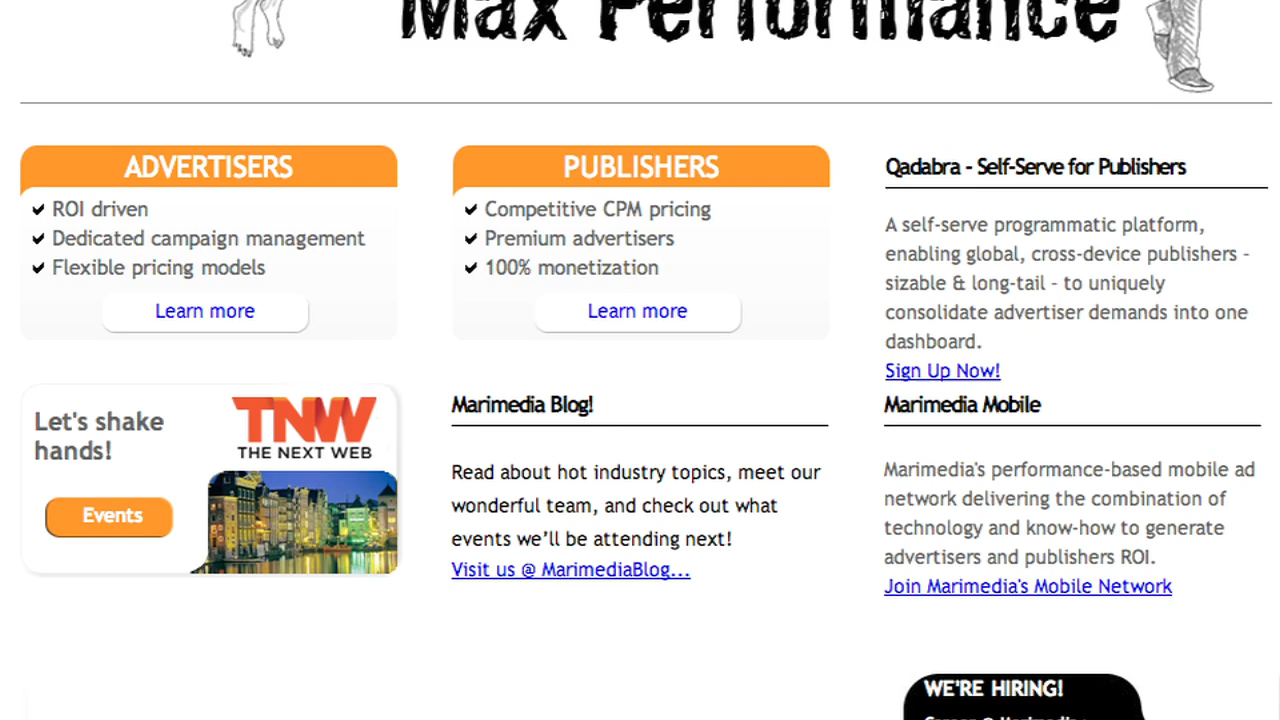 Max Performance
ADVERTISERS
ROI driven
Dedicated campaign management
Flexible pricing models
Learn more
PUBLISHERS
Competitive CPM pricing
Premium advertisers
100% monetization
Learn more
Qadabra - Self-Serve for Publishers
A self-serve programmatic platform,
enabling global, cross-device publishers -
sizable & long-tail - to uniquely
consolidate advertiser demands into one
dashboard.
Sign Up Now!
Let's shake
hands!
TNW
THE NEXT WEB
Events
Marimedia Blog!
Read about hot industry topics, meet our
wonderful team, and check out what
events we’ll be attending next!
Visit us @ MarimediaBlog...
Marimedia Mobile
Marimedia's performance-based mobile ad
network delivering the combination of
technology and know-how to generate
advertisers and publishers ROI.
Join Marimedia's Mobile Network
WE'RE HIRING!